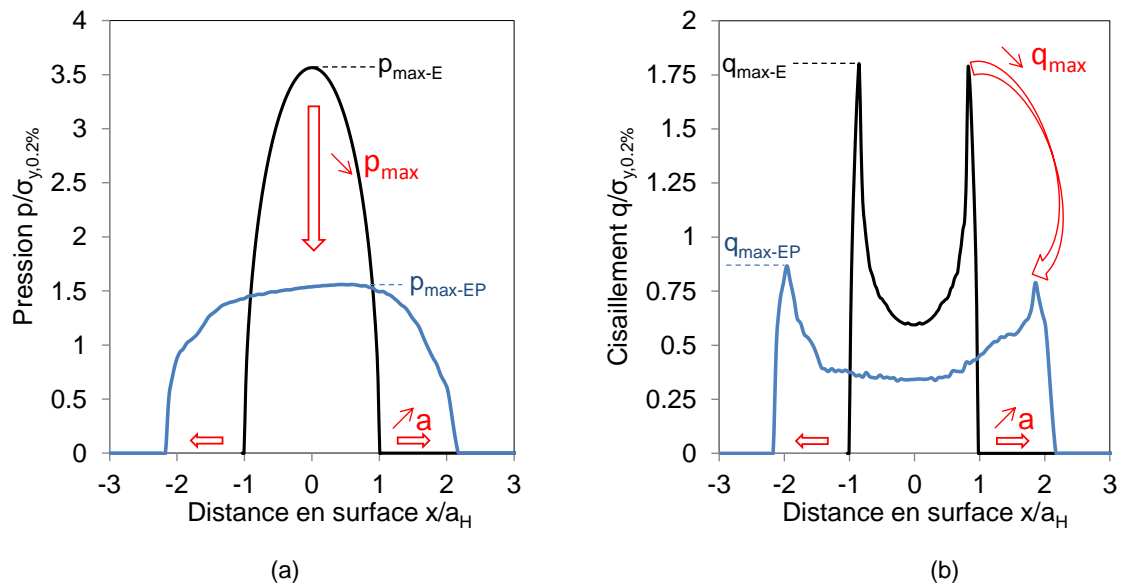 4
3.5
3
2.5
2
1.5
1
0.5
0
-3 -2 -1 0 1 2 3
Pression p/σy,0.2%
Distance en surface x/aH
pmax-E
↘ pmax
pmax-EP
↗ a
(a)
2
1.75
1.5
1.25
1
0.75
0.5
0.25
0
-3 -2 -1 0 1 2 3
Cisaillement q/σy,0.2%
Distance en surface x/aH
qmax-E
↘ qmax
qmax-EP
↗ a
(b)